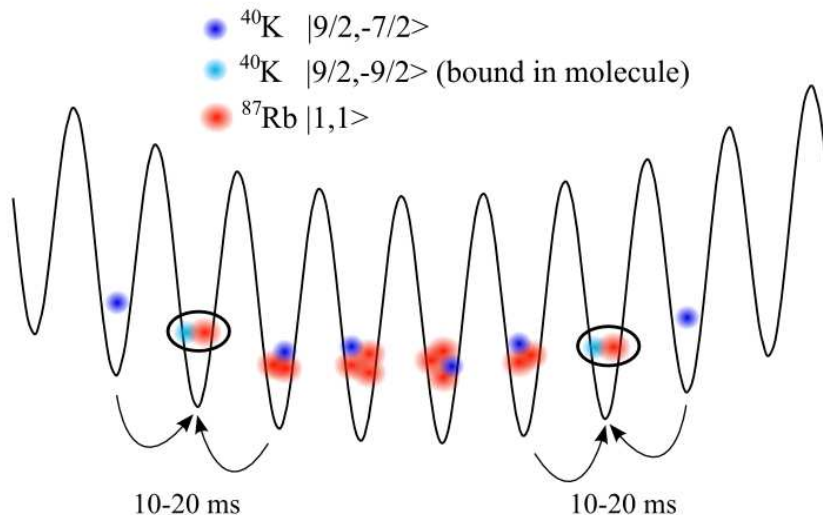 ⁴⁰K |9/2,-7/2>
⁴⁰K |9/2,-9/2> (bound in molecule)
⁸⁷Rb |1,1>
10-20 ms 10-20 ms